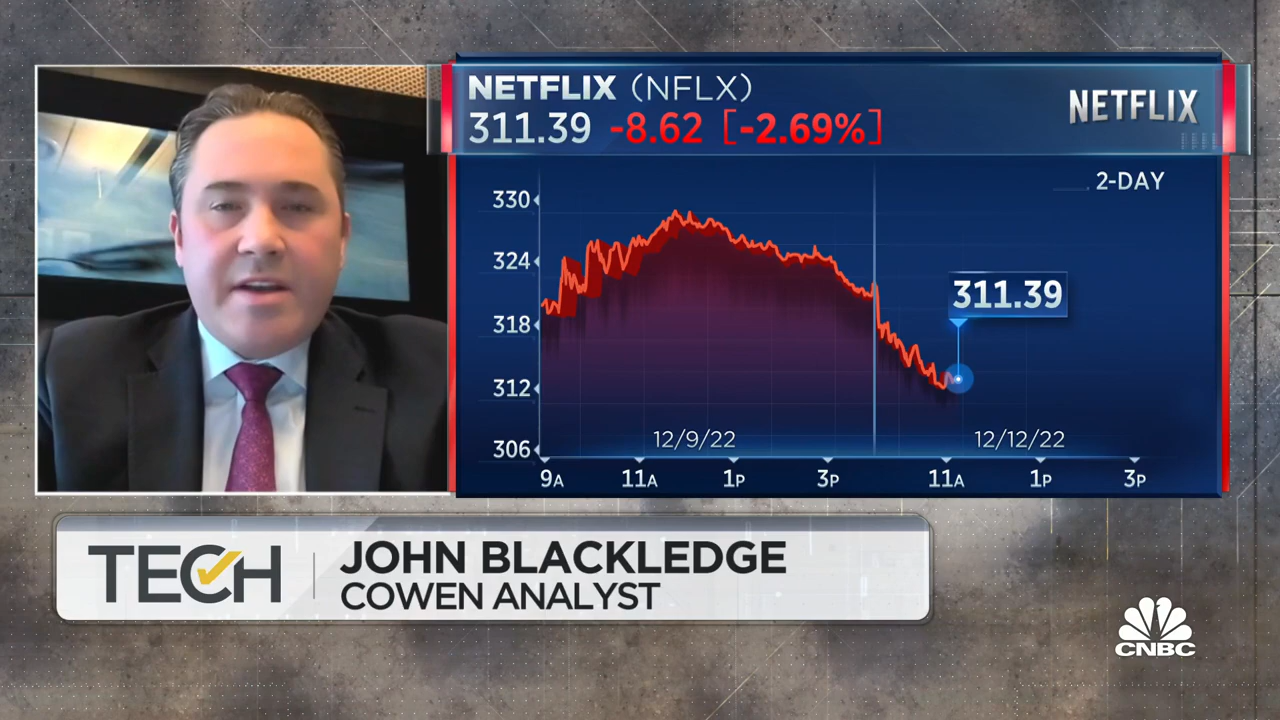 NETFLIX (NFLX)
311.39 -8.62 [-2.69%]
NETFLIX
2-DAY
330
324
318
312
306
311.39
12/9/22
12/12/22
9A 11A 1P 3P 11A 1P 3P
TECH
JOHN BLACKLEDGE
COWEN ANALYST
CNBC